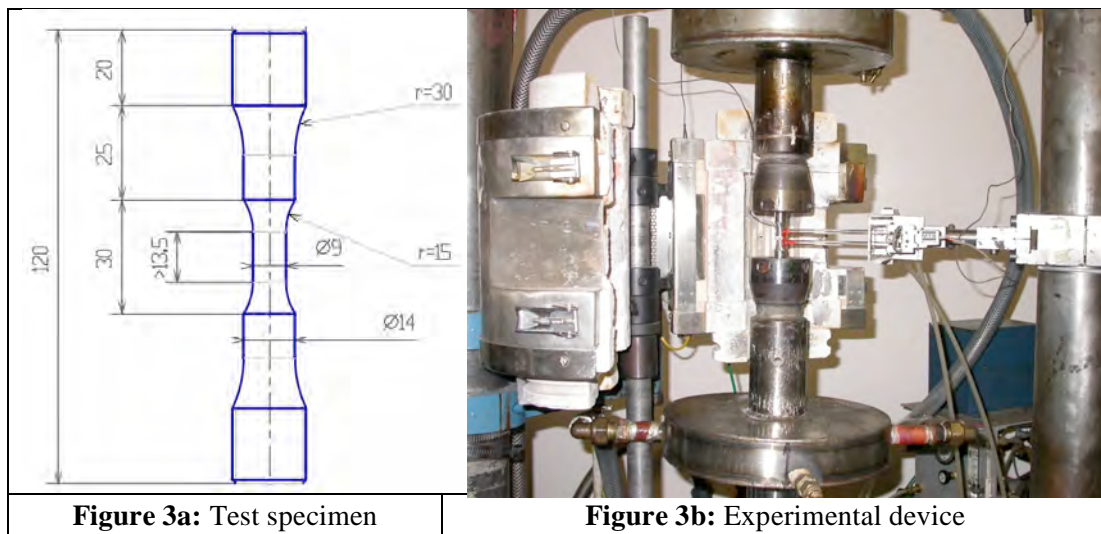 20
r=30
25
120
30
>13.5
Ø9
r=15
Ø14
Figure 3a: Test specimen
Figure 3b: Experimental device